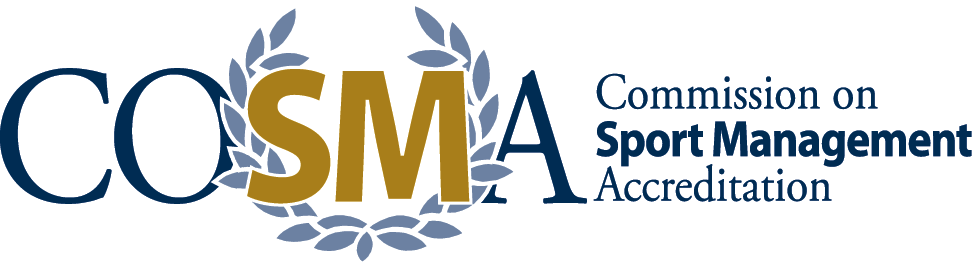 COSMA
Commission on
Sport Management
Accreditation